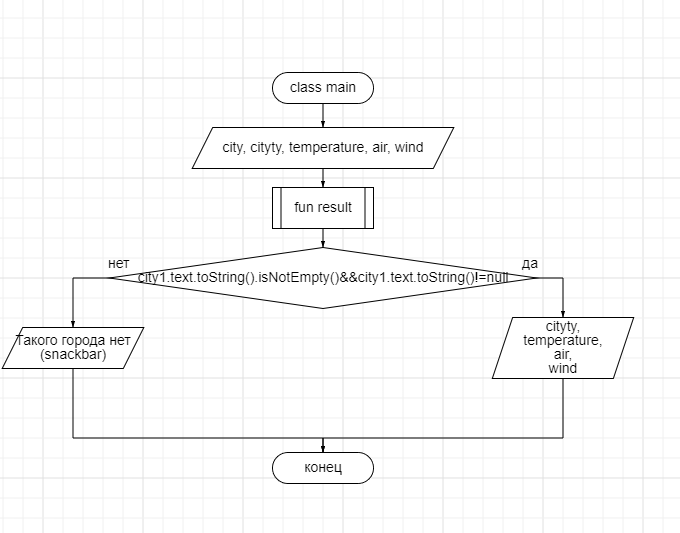 class main
city, cityty, temperature, air, wind
fun result
нет
да
city1.text.toString().isNotEmpty()&&city1.text.toString()!=null
Такого города нет
(snackbar)
cityty,
temperature,
air,
wind
конец